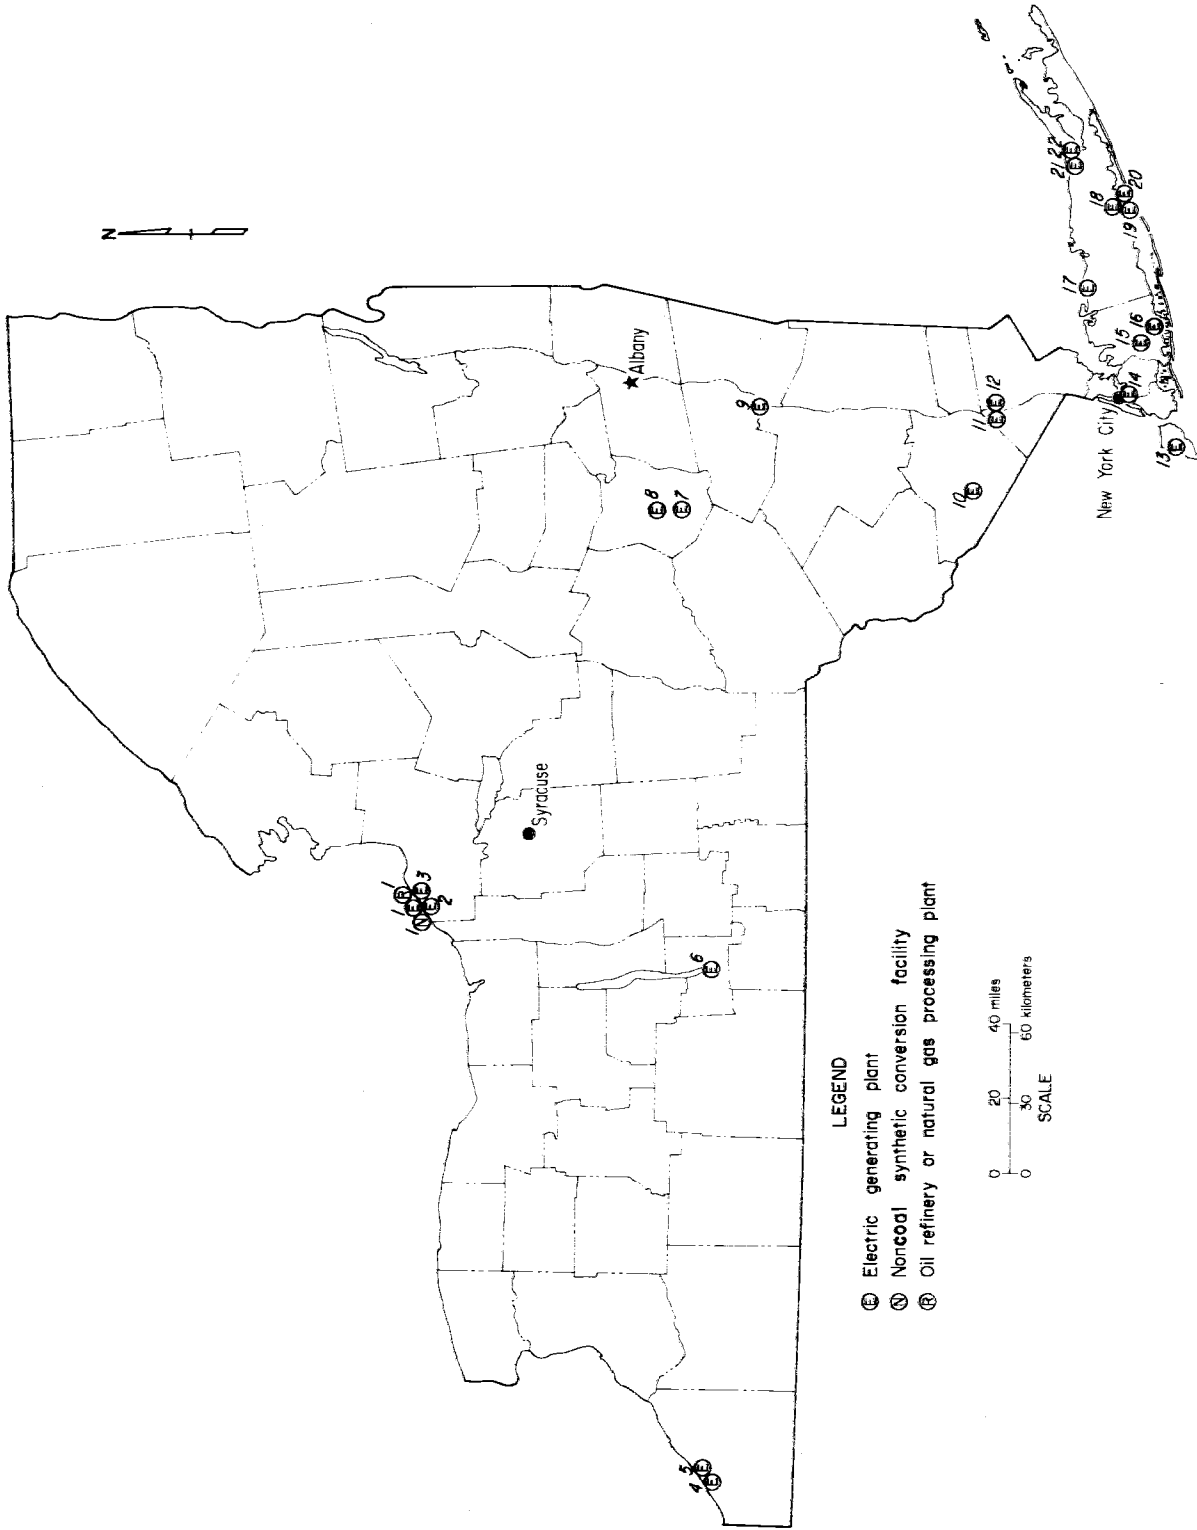 N
1
R
1
E
3
E
1
N
E
2
Syracuse
Albany
6
E
8
E
E
7
9
E
10
E
11
E
E
12
4
E
5
E
New York City
13
E
E
14
15
E
16
E
17
E
18
E
19
E
E
20
21
E
22
E
LEGEND
E Electric generating plant
N Noncoal synthetic conversion facility
R Oil refinery or natural gas processing plant
0 20 40 miles
0 30 60 kilometers
SCALE